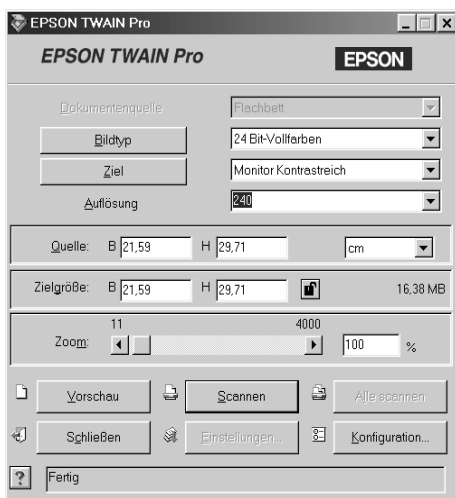 EPSON TWAIN Pro
EPSON TWAIN Pro EPSON
Dokumentenquelle Flachbett
Bildtyp 24 Bit-Vollfarben
Ziel Monitor Kontrastreich
Auflösung 240
Quelle: B 21,59 H 29,71 cm
Zielgröße: B 21,59 H 29,71 16,38 MB
11 4000
Zoom: 100 %
Vorschau Scannen Alle scannen
Schließen Einstellungen... Konfiguration...
? Fertig